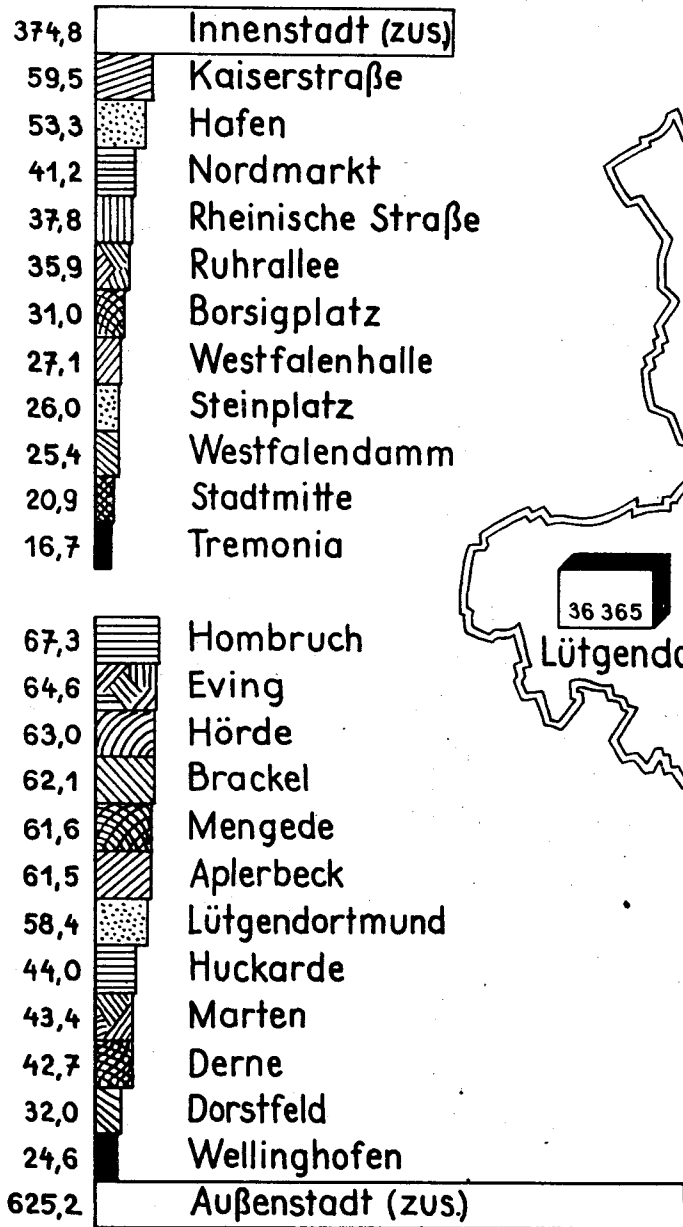 374,8 Innenstadt (zus.)
59,5 Kaiserstraße
53,3 Hafen
41,2 Nordmarkt
37,8 Rheinische Straße
35,9 Ruhrallee
31,0 Borsigplatz
27,1 Westfalenhalle
26,0 Steinplatz
25,4 Westfalendamm
20,9 Stadtmitte
16,7 Tremonia
67,3 Hombruch
64,6 Eving
63,0 Hörde
62,1 Brackel
61,6 Mengede
61,5 Aplerbeck
58,4 Lütgendortmund
44,0 Huckarde
43,4 Marten
42,7 Derne
32,0 Dorstfeld
24,6 Wellinghofen
625,2 Außenstadt (zus.)
36 365
Lütgendo